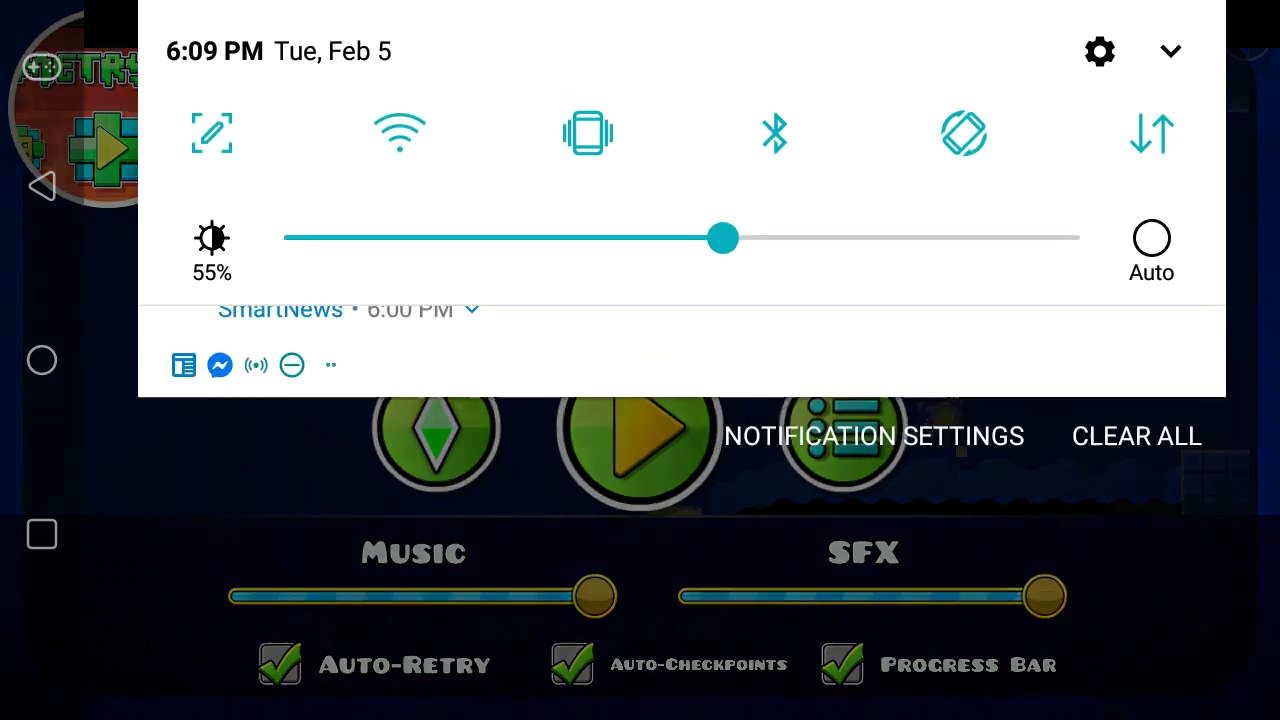 6:09 PM Tue, Feb 5
55%
Auto
SmartNews • 6:00 PM
NOTIFICATION SETTINGS CLEAR ALL
MUSIC SFX
AUTO-RETRY AUTO-CHECKPOINTS PROGRESS BAR